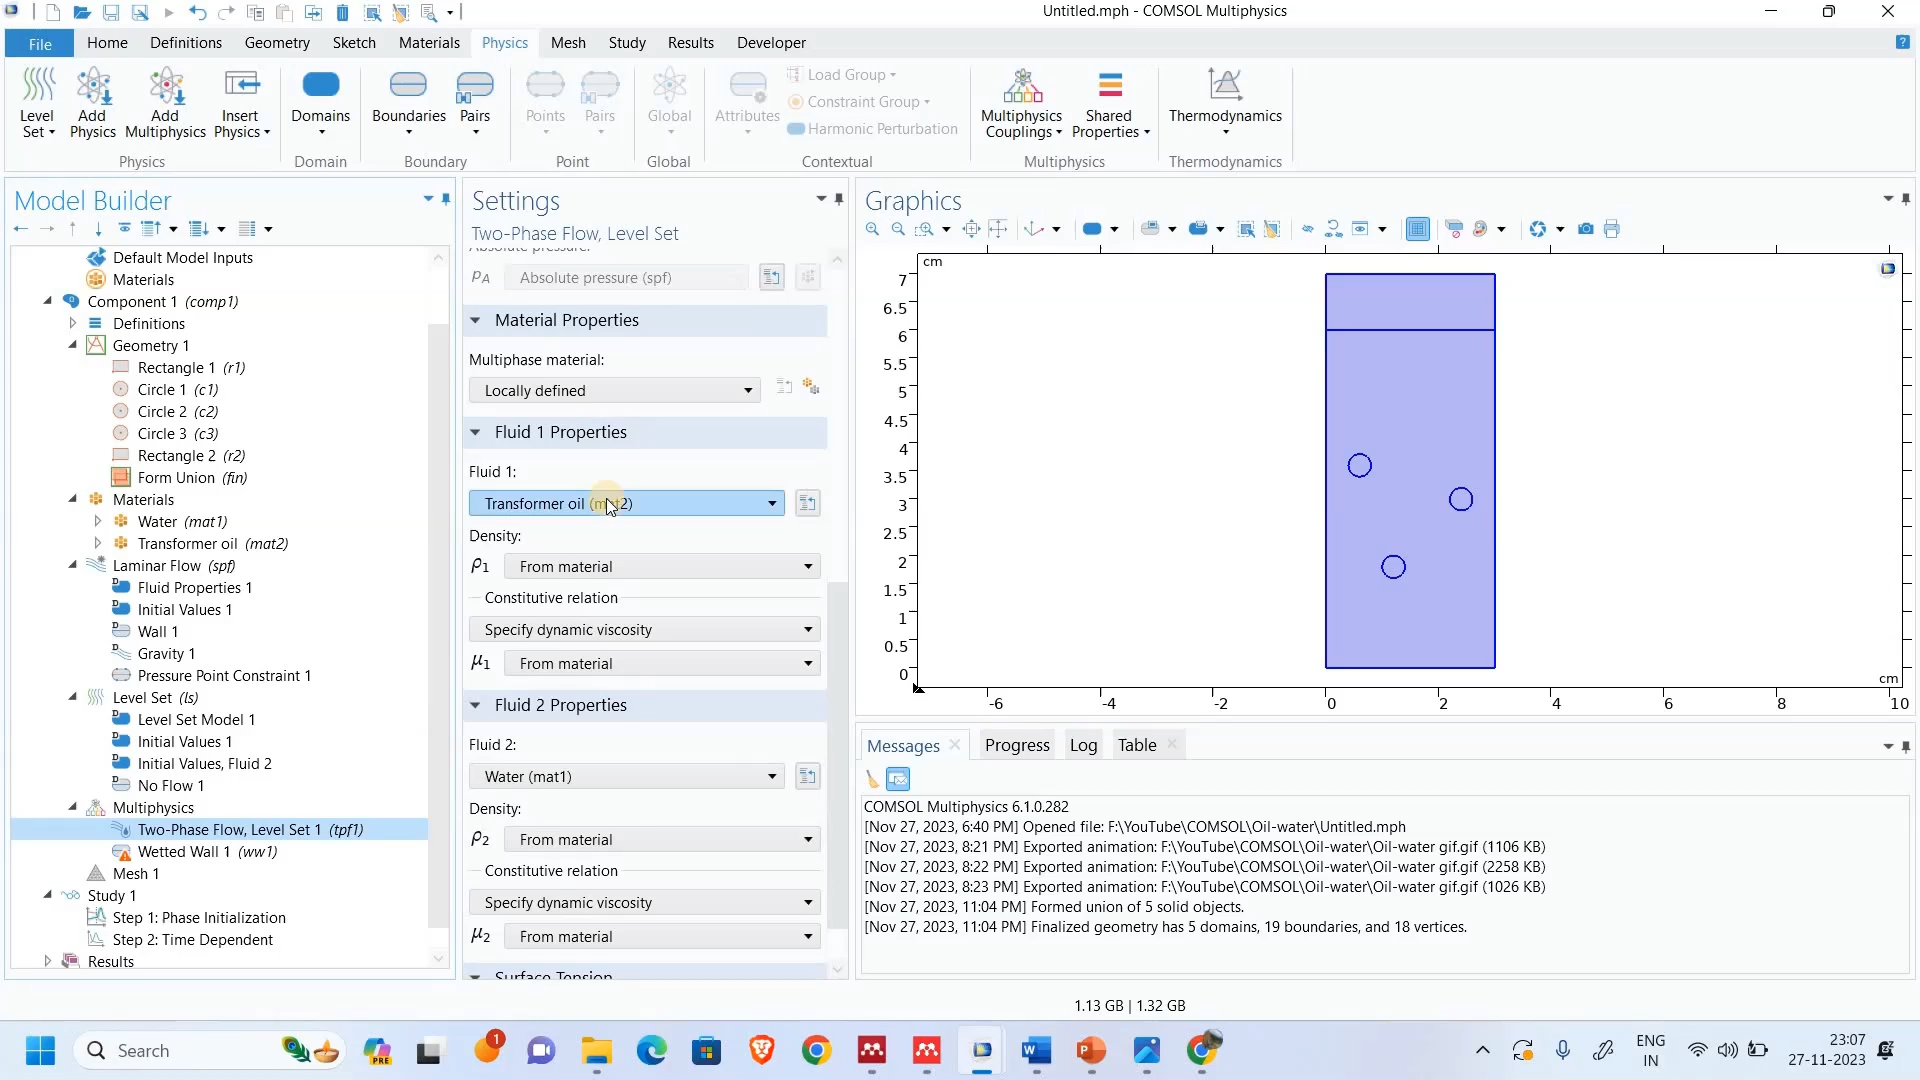 Untitled.mph - COMSOL Multiphysics
File Home Definitions Geometry Sketch Materials Physics Mesh Study Results Developer
Level Set
Add Physics
Add Multiphysics
Insert Physics
Physics
Domains
Domain
Boundaries
Pairs
Boundary
Points
Pairs
Point
Global
Global
Attributes
Load Group
Constraint Group
Harmonic Perturbation
Contextual
Multiphysics Couplings
Shared Properties
Multiphysics
Thermodynamics
Thermodynamics
Model Builder
Default Model Inputs
Materials
Component 1 (comp1)
Definitions
Geometry 1
Rectangle 1 (r1)
Circle 1 (c1)
Circle 2 (c2)
Circle 3 (c3)
Rectangle 2 (r2)
Form Union (fin)
Materials
Water (mat1)
Transformer oil (mat2)
Laminar Flow (spf)
Fluid Properties 1
Initial Values 1
Wall 1
Gravity 1
Pressure Point Constraint 1
Level Set (ls)
Level Set Model 1
Initial Values 1
Initial Values, Fluid 2
No Flow 1
Multiphysics
Two-Phase Flow, Level Set 1 (tpf1)
Wetted Wall 1 (ww1)
Mesh 1
Study 1
Step 1: Phase Initialization
Step 2: Time Dependent
Results
Settings
Two-Phase Flow, Level Set
Absolute pressure:
pA Absolute pressure (spf)
Material Properties
Multiphase material:
Locally defined
Fluid 1 Properties
Fluid 1:
Transformer oil (mat2)
Density:
ρ1 From material
Constitutive relation
Specify dynamic viscosity
μ1 From material
Fluid 2 Properties
Fluid 2:
Water (mat1)
Density:
ρ2 From material
Constitutive relation
Specify dynamic viscosity
μ2 From material
Surface Tension
Graphics
cm
7
6.5
6
5.5
5
4.5
4
3.5
3
2.5
2
1.5
1
0.5
0
cm
-6 -4 -2 0 2 4 6 8 10
Messages Progress Log Table
COMSOL Multiphysics 6.1.0.282
[Nov 27, 2023, 6:40 PM] Opened file: F:\YouTube\COMSOL\Oil-water\Untitled.mph
[Nov 27, 2023, 8:21 PM] Exported animation: F:\YouTube\COMSOL\Oil-water\Oil-water gif.gif (1106 KB)
[Nov 27, 2023, 8:22 PM] Exported animation: F:\YouTube\COMSOL\Oil-water\Oil-water gif.gif (2258 KB)
[Nov 27, 2023, 8:23 PM] Exported animation: F:\YouTube\COMSOL\Oil-water\Oil-water gif.gif (1026 KB)
[Nov 27, 2023, 11:04 PM] Formed union of 5 solid objects.
[Nov 27, 2023, 11:04 PM] Finalized geometry has 5 domains, 19 boundaries, and 18 vertices.
1.13 GB | 1.32 GB
Search
PRE
1
ENG
IN
23:07
27-11-2023